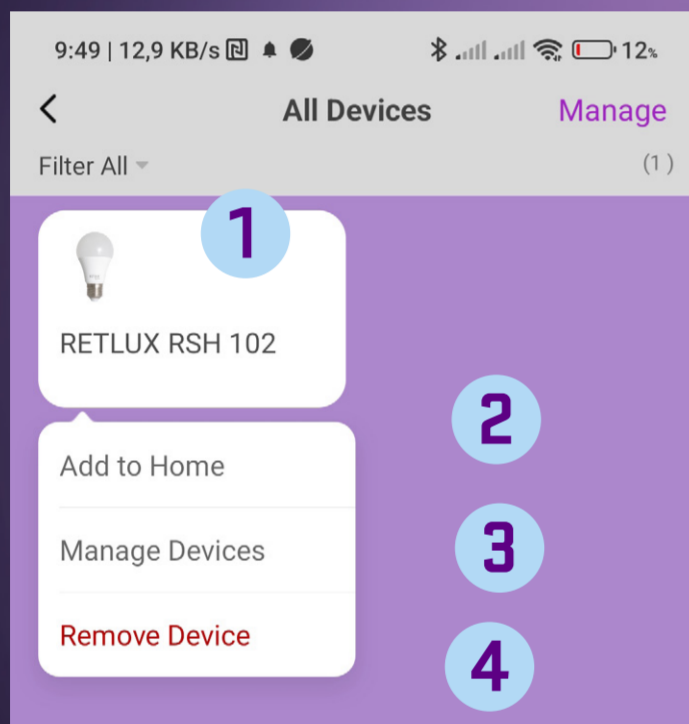 9:49 | 12,9 KB/s 12%
All Devices Manage
Filter All (1)
1
RETLUX RSH 102
2
Add to Home
3
Manage Devices
Remove Device
4